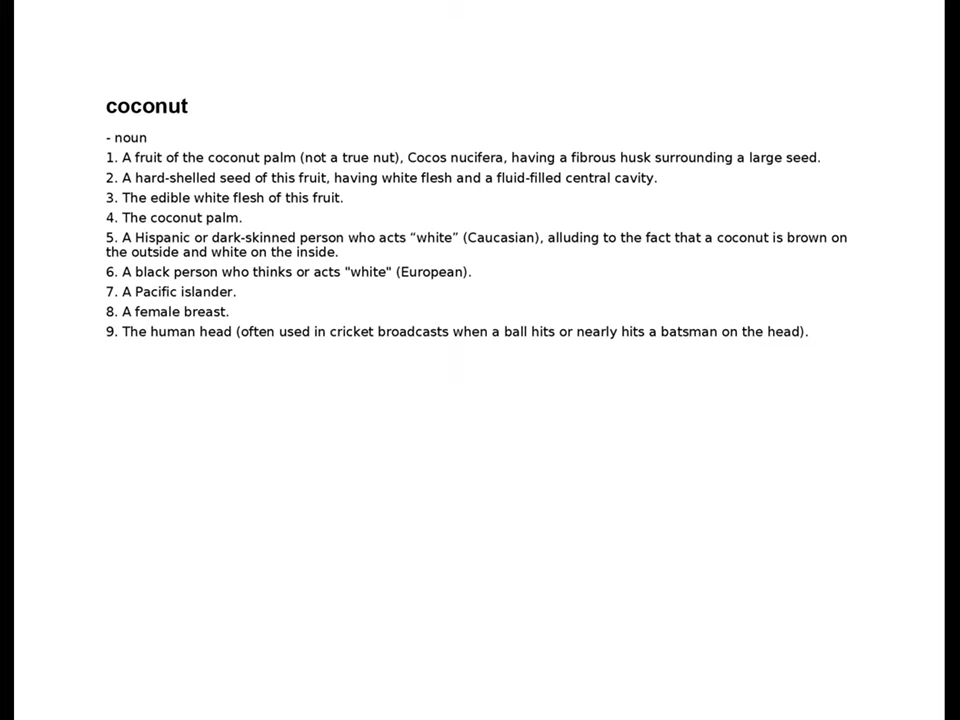 coconut
- noun
1. A fruit of the coconut palm (not a true nut), Cocos nucifera, having a fibrous husk surrounding a large seed.
2. A hard-shelled seed of this fruit, having white flesh and a fluid-filled central cavity.
3. The edible white flesh of this fruit.
4. The coconut palm.
5. A Hispanic or dark-skinned person who acts “white” (Caucasian), alluding to the fact that a coconut is brown on
the outside and white on the inside.
6. A black person who thinks or acts "white" (European).
7. A Pacific islander.
8. A female breast.
9. The human head (often used in cricket broadcasts when a ball hits or nearly hits a batsman on the head).